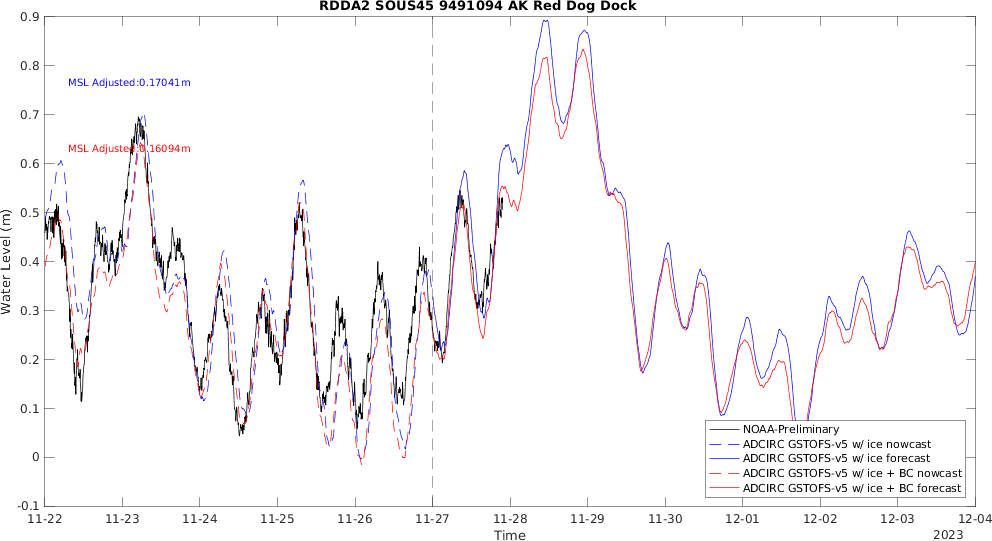 RDDA2 SOUS45 9491094 AK Red Dog Dock
0.9
0.8
0.7
0.6
0.5
0.4
0.3
0.2
0.1
0
-0.1
Water Level (m)
MSL Adjusted:0.17041m
MSL Adjusted:0.16094m
NOAA-Preliminary
ADCIRC GSTOFS-v5 w/ ice nowcast
ADCIRC GSTOFS-v5 w/ ice forecast
ADCIRC GSTOFS-v5 w/ ice + BC nowcast
ADCIRC GSTOFS-v5 w/ ice + BC forecast
11-22 11-23 11-24 11-25 11-26 11-27 11-28 11-29 11-30 12-01 12-02 12-03 12-04
Time
2023